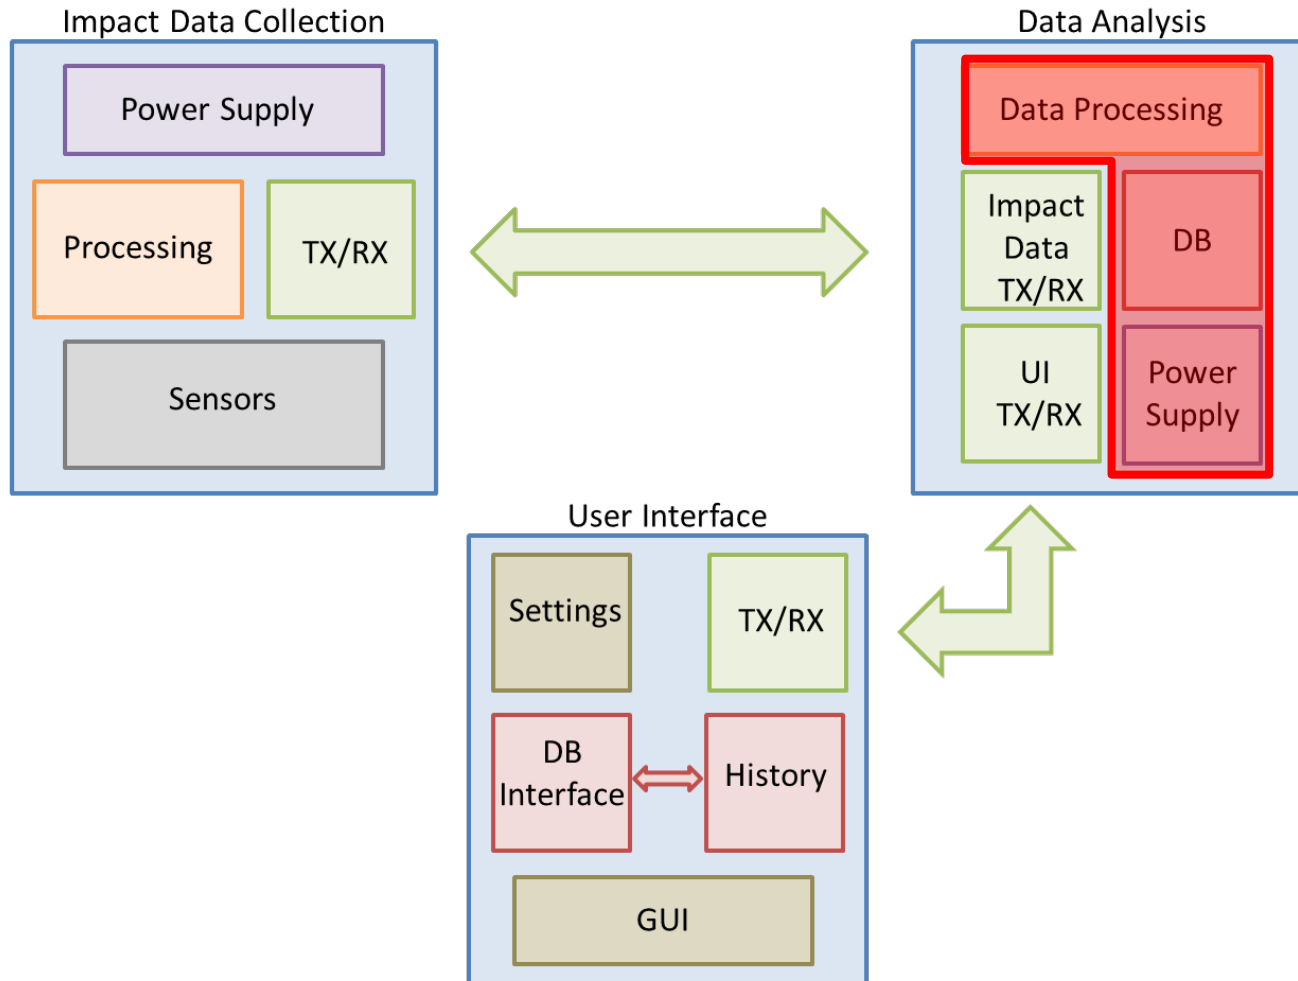 Impact Data Collection
Data Analysis
Power Supply
Processing
TX/RX
Sensors
Data Processing
Impact
Data
TX/RX
DB
UI
TX/RX
Power
Supply
User Interface
Settings
TX/RX
DB
Interface
History
GUI